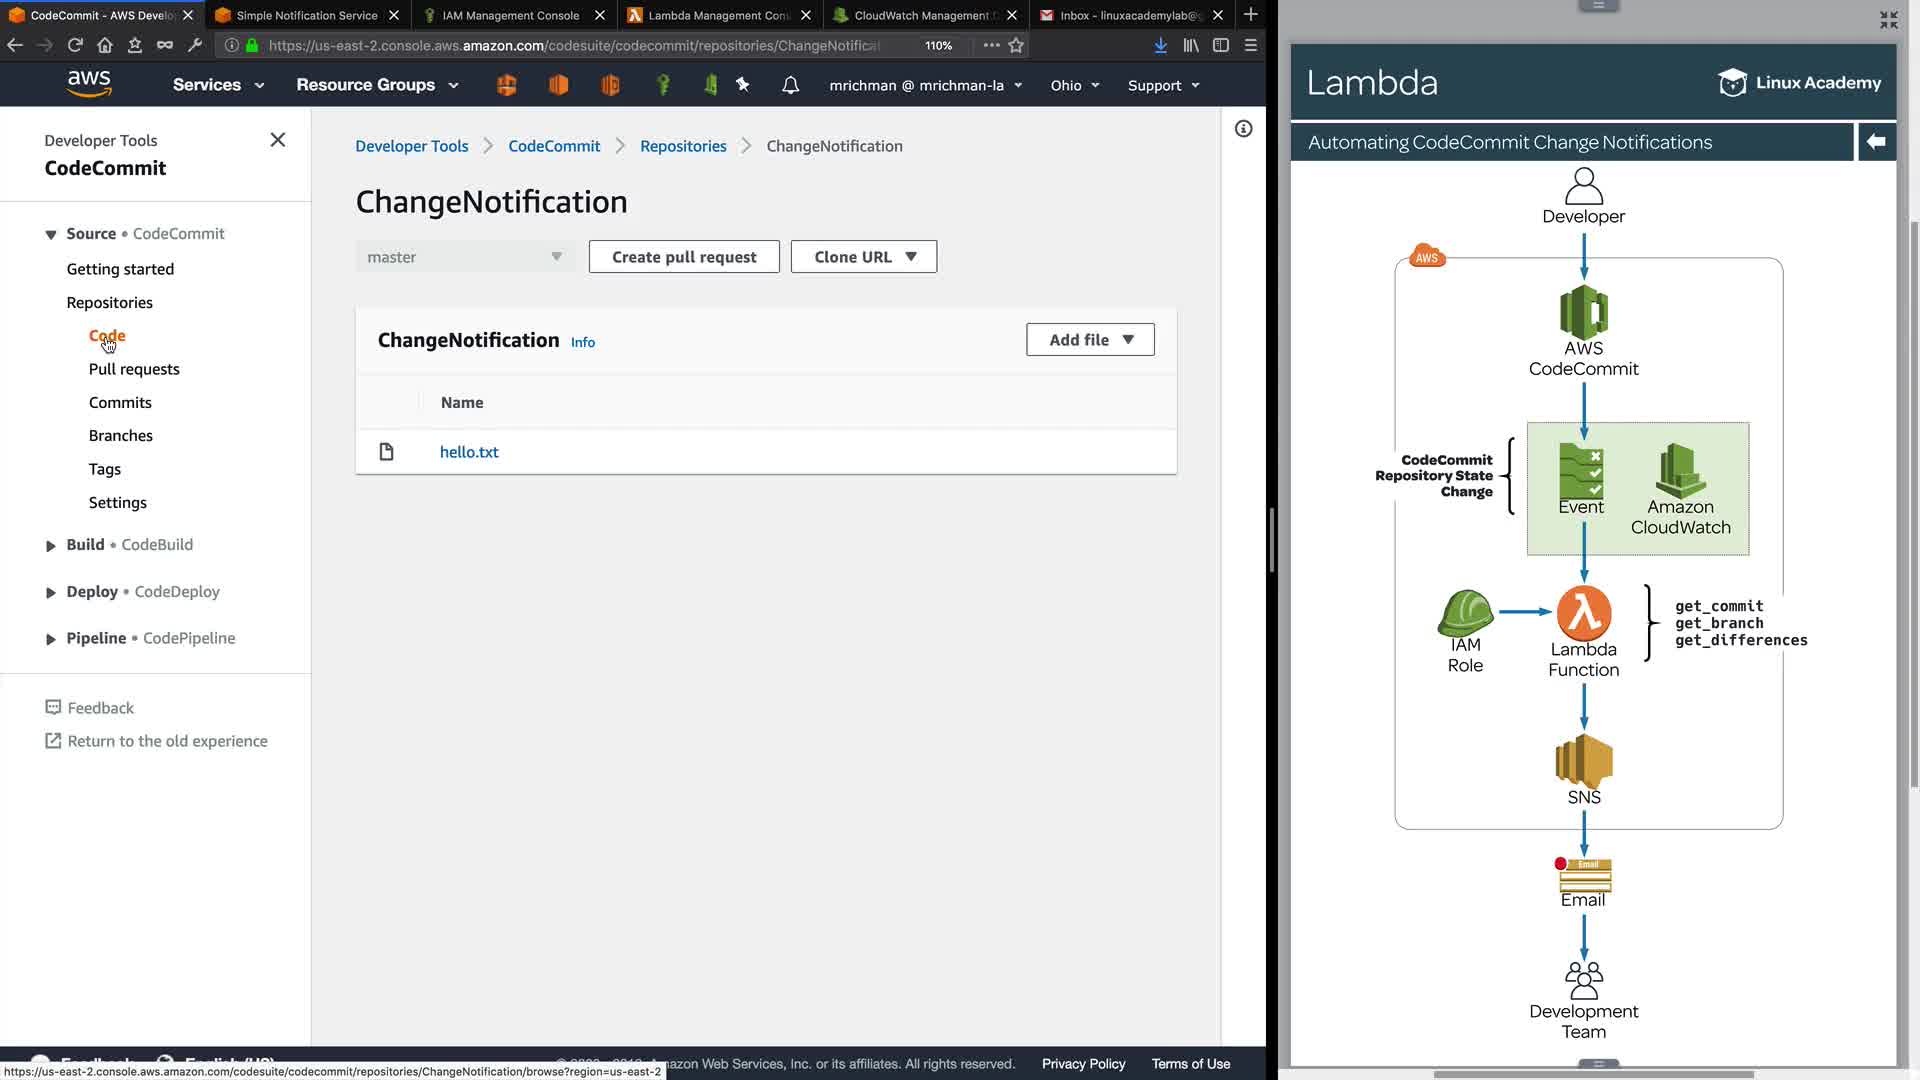 CodeCommit - AWS Develop
Simple Notification Service
IAM Management Console
Lambda Management Con
CloudWatch Management
Inbox - linuxacademylab@g
https://us-east-2.console.aws.amazon.com/codesuite/codecommit/repositories/ChangeNotificat
110%
aws
Services
Resource Groups
mrichman @ mrichman-la
Ohio
Support
Developer Tools
CodeCommit
Source • CodeCommit
Getting started
Repositories
Code
Pull requests
Commits
Branches
Tags
Settings
Build • CodeBuild
Deploy • CodeDeploy
Pipeline • CodePipeline
Feedback
Return to the old experience
Developer Tools
CodeCommit
Repositories
ChangeNotification
ChangeNotification
master
Create pull request
Clone URL
ChangeNotification Info
Add file
Name
hello.txt
Amazon Web Services, Inc. or its affiliates. All rights reserved.
Privacy Policy
Terms of Use
https://us-east-2.console.aws.amazon.com/codesuite/codecommit/repositories/ChangeNotification/browse?region=us-east-2
Lambda
Linux Academy
Automating CodeCommit Change Notifications
Developer
AWS
AWS
CodeCommit
CodeCommit
Repository State
Change
Event
Amazon
CloudWatch
IAM
Role
Lambda
Function
get_commit
get_branch
get_differences
SNS
Email
Email
Development
Team